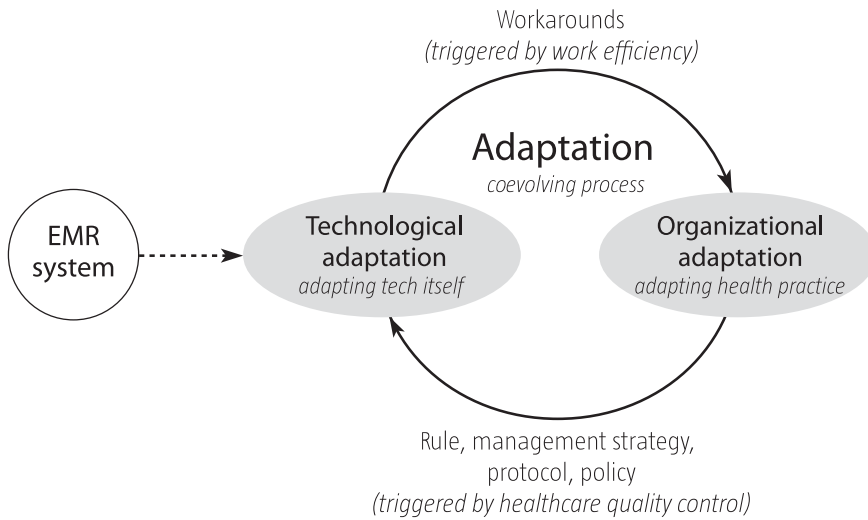 Workarounds
(triggered by work efficiency)
Adaptation
coevolving process
EMR
system
Technological
adaptation
adapting tech itself
Organizational
adaptation
adapting health practice
Rule, management strategy,
protocol, policy
(triggered by healthcare quality control)